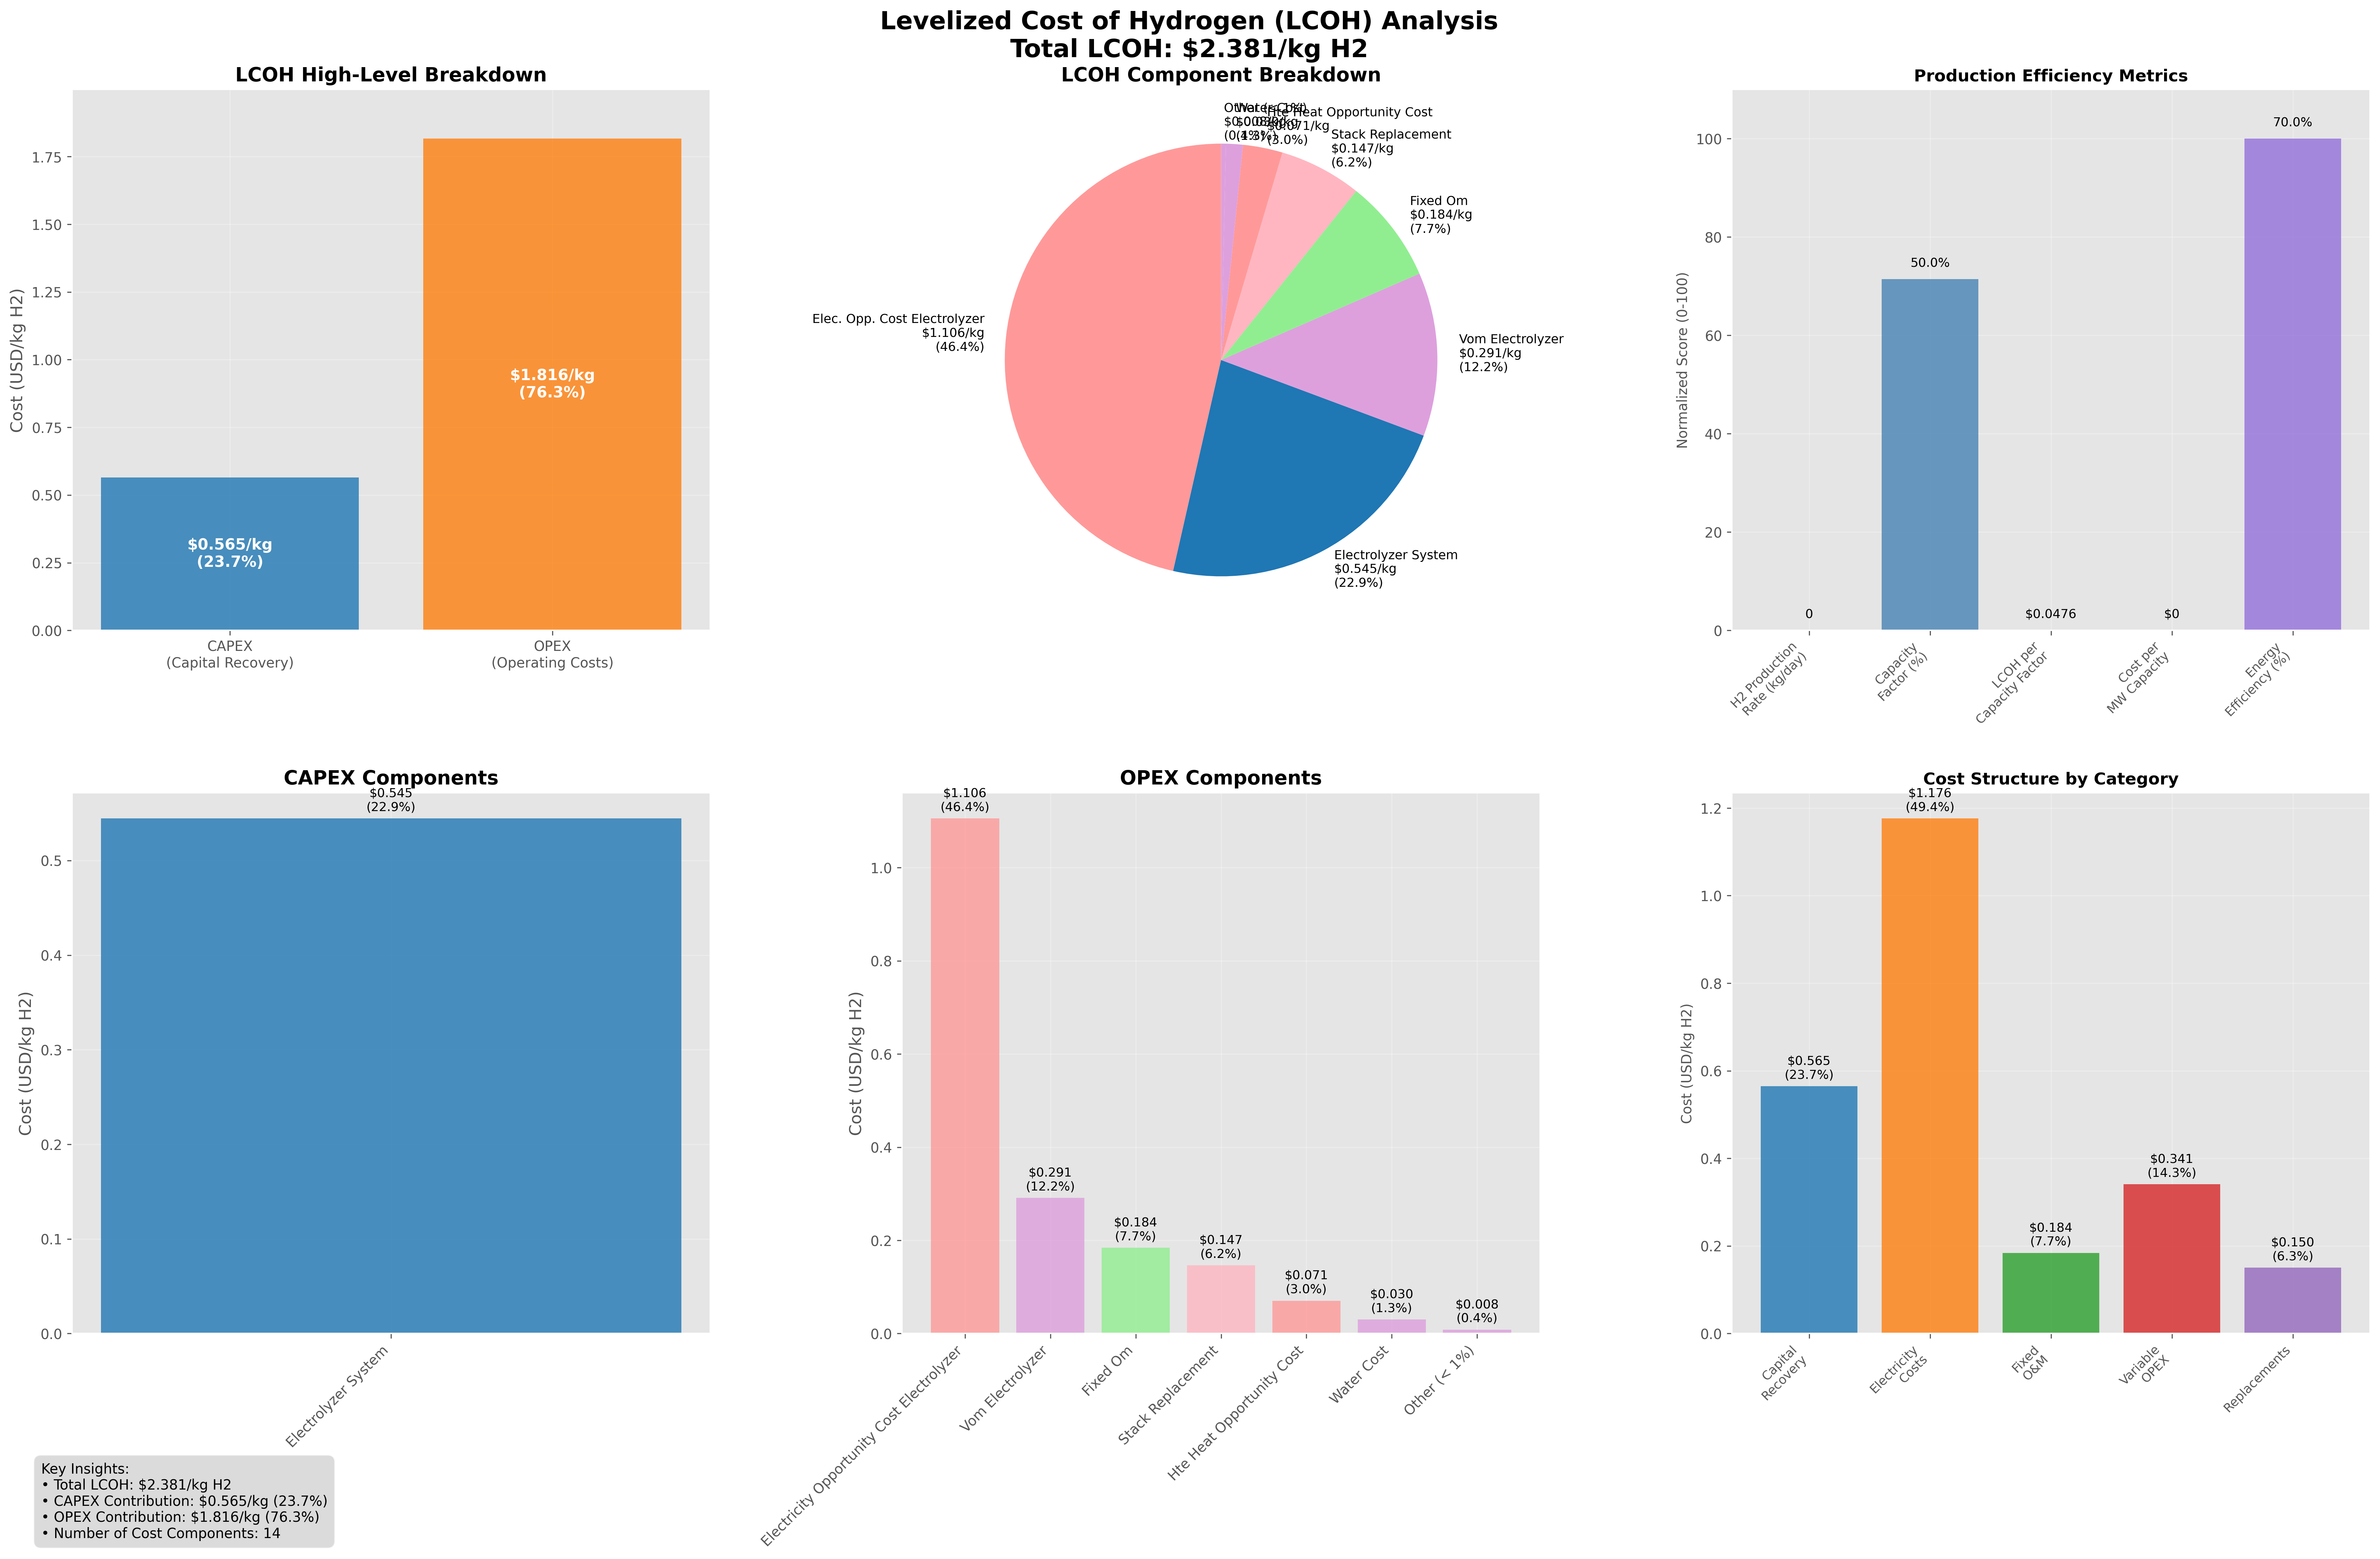 Levelized Cost of Hydrogen (LCOH) Analysis
Total LCOH: $2.381/kg H2
LCOH High-Level Breakdown
Cost (USD/kg H2)
1.75
1.50
1.25
1.00
0.75
0.50
0.25
0.00
$0.565/kg
(23.7%)
$1.816/kg
(76.3%)
CAPEX
(Capital Recovery)
OPEX
(Operating Costs)
LCOH Component Breakdown
Hte Heat Opportunity Cost
$0.071/kg
(3.0%)
Stack Replacement
$0.147/kg
(6.2%)
Fixed Om
$0.184/kg
(7.7%)
Vom Electrolyzer
$0.291/kg
(12.2%)
Electrolyzer System
$0.545/kg
(22.9%)
Elec. Opp. Cost Electrolyzer
$1.106/kg
(46.4%)
Production Efficiency Metrics
Normalized Score (0-100)
100
80
60
40
20
0
0
50.0%
$0.0476
$0
70.0%
H2 Production
Rate (kg/day)
Capacity
Factor (%)
LCOH per
Capacity Factor
Cost per
MW Capacity
Energy
Efficiency (%)
CAPEX Components
Cost (USD/kg H2)
0.5
0.4
0.3
0.2
0.1
0.0
$0.545
(22.9%)
Electrolyzer System
OPEX Components
Cost (USD/kg H2)
1.0
0.8
0.6
0.4
0.2
0.0
$1.106
(46.4%)
$0.291
(12.2%)
$0.184
(7.7%)
$0.147
(6.2%)
$0.071
(3.0%)
$0.030
(1.3%)
$0.008
(0.4%)
Electricity Opportunity Cost Electrolyzer
Vom Electrolyzer
Fixed Om
Stack Replacement
Hte Heat Opportunity Cost
Water Cost
Other (< 1%)
Cost Structure by Category
Cost (USD/kg H2)
1.2
1.0
0.8
0.6
0.4
0.2
0.0
$0.565
(23.7%)
$1.176
(49.4%)
$0.184
(7.7%)
$0.341
(14.3%)
$0.150
(6.3%)
Capital
Recovery
Electricity
Costs
Fixed
O&M
Variable
OPEX
Replacements
Key Insights:
• Total LCOH: $2.381/kg H2
• CAPEX Contribution: $0.565/kg (23.7%)
• OPEX Contribution: $1.816/kg (76.3%)
• Number of Cost Components: 14